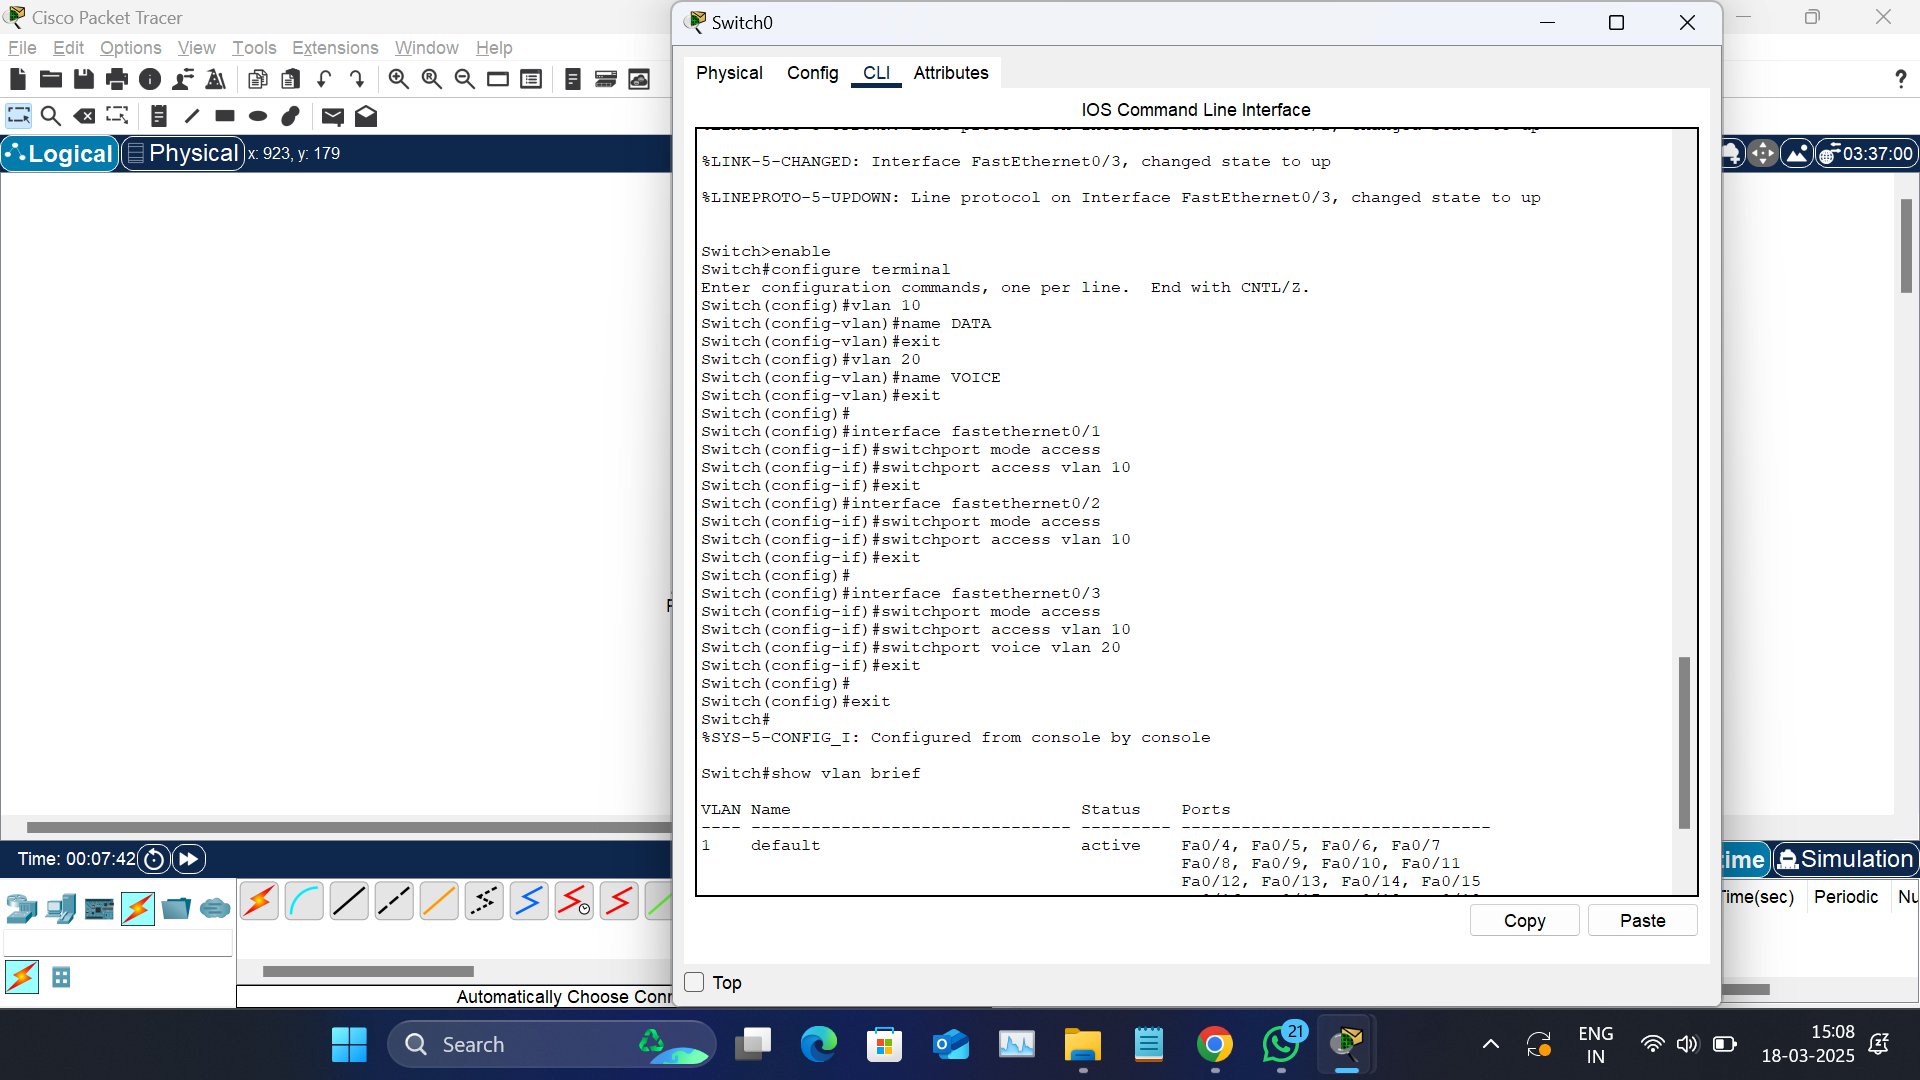 Cisco Packet Tracer
File Edit Options View Tools Extensions Window Help
Logical Physical x: 923, y: 179
03:37:00
Switch0
Physical Config CLI Attributes
IOS Command Line Interface
%LINK-5-CHANGED: Interface FastEthernet0/3, changed state to up
%LINEPROTO-5-UPDOWN: Line protocol on Interface FastEthernet0/3, changed state to up
Switch>enable
Switch#configure terminal
Enter configuration commands, one per line.  End with CNTL/Z.
Switch(config)#vlan 10
Switch(config-vlan)#name DATA
Switch(config-vlan)#exit
Switch(config)#vlan 20
Switch(config-vlan)#name VOICE
Switch(config-vlan)#exit
Switch(config)#
Switch(config)#interface fastethernet0/1
Switch(config-if)#switchport mode access
Switch(config-if)#switchport access vlan 10
Switch(config-if)#exit
Switch(config)#interface fastethernet0/2
Switch(config-if)#switchport mode access
Switch(config-if)#switchport access vlan 10
Switch(config-if)#exit
Switch(config)#
Switch(config)#interface fastethernet0/3
Switch(config-if)#switchport mode access
Switch(config-if)#switchport access vlan 10
Switch(config-if)#switchport voice vlan 20
Switch(config-if)#exit
Switch(config)#
Switch(config)#exit
Switch#
%SYS-5-CONFIG_I: Configured from console by console
Switch#show vlan brief
VLAN Name Status Ports
---- -------------------------------- --------- -------------------------------
1 default active Fa0/4, Fa0/5, Fa0/6, Fa0/7
Fa0/8, Fa0/9, Fa0/10, Fa0/11
Fa0/12, Fa0/13, Fa0/14, Fa0/15
Copy Paste
Top
Time: 00:07:42
ime Simulation
Time(sec) Periodic Nu
Automatically Choose Conn
Search
21
ENG
IN
15:08
18-03-2025